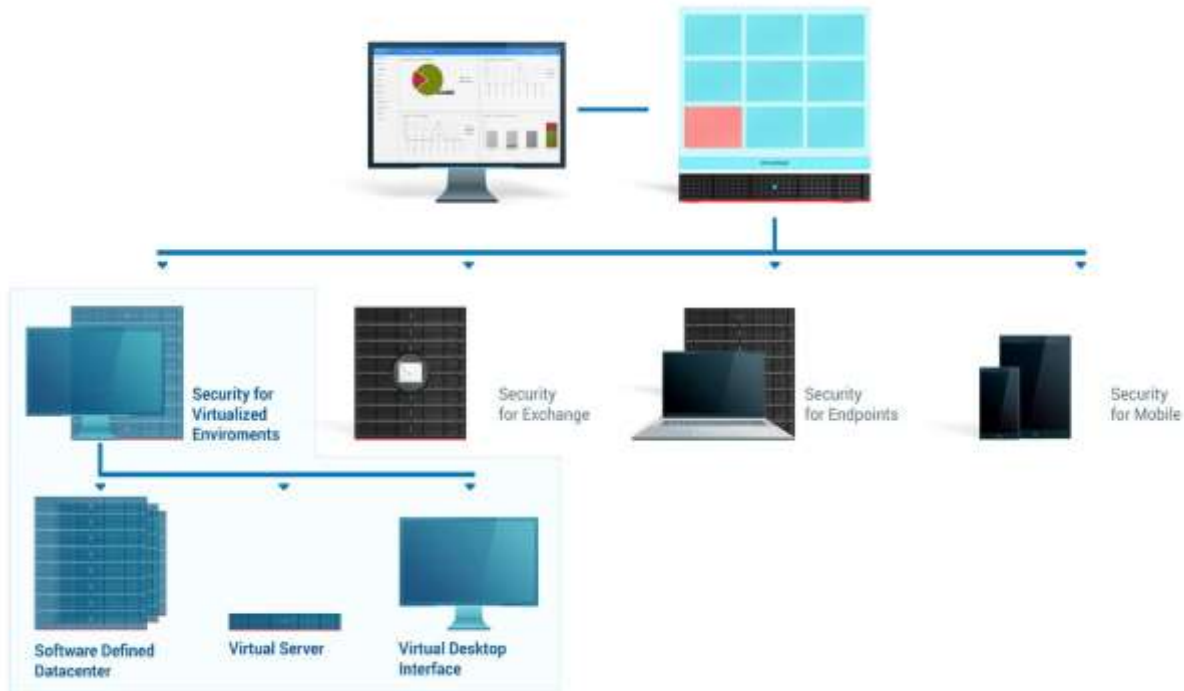 Security for
Virtualized
Enviroments
Security
for Exchange
Security
for Endpoints
Security
for Mobile
Software Defined
Datacenter
Virtual Server
Virtual Desktop
Interface